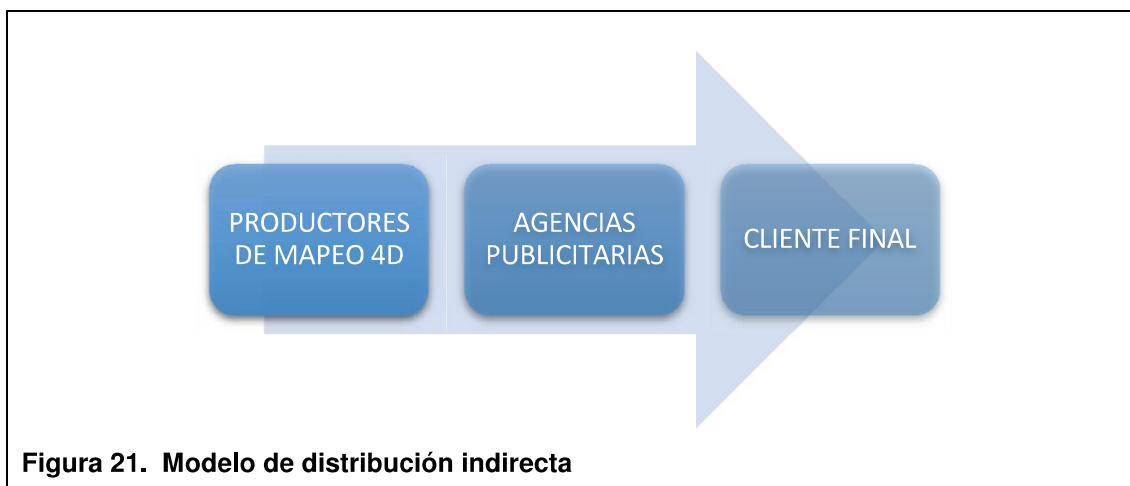 PRODUCTORES
DE MAPEO 4D
AGENCIAS
PUBLICITARIAS
CLIENTE FINAL
Figura 21. Modelo de distribución indirecta